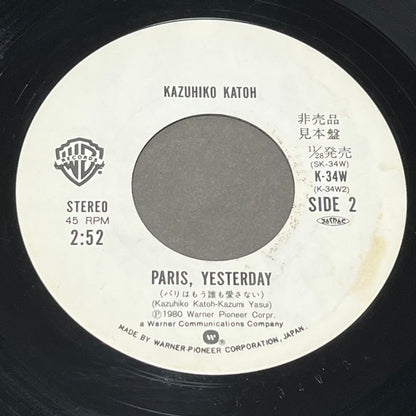 KAZUHIKO KATOH
非売品
見本盤
11/28発売
(SK-34W)
K-34W
(K-34W2)
SIDE 2
RECORDS
STEREO
45 RPM
2:52
PARIS, YESTERDAY
(パリはもう誰も愛さない)
(Kazuhiko Katoh-Kazumi Yasui)
Ⓟ1980 Warner Pioneer Corpr.
a Warner Communications Company
MADE BY WARNER-PIONEER CORPORATION, JAPAN.